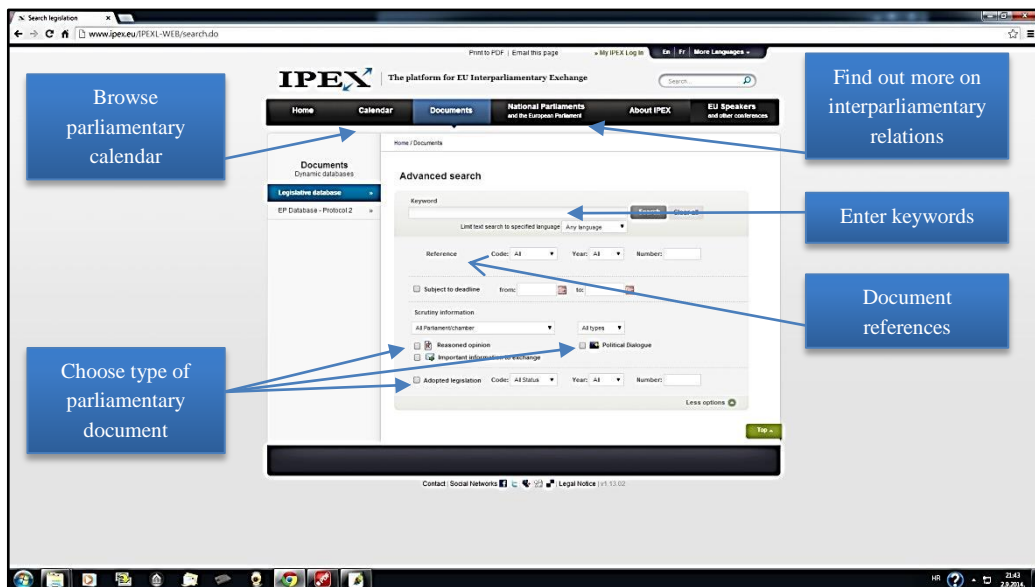 Search legislation
www.ipex.eu/IPEXL-WEB/search.do
Print to PDF | Email this page
» My IPEX Log In
En Fr More Languages
IPEX The platform for EU Interparliamentary Exchange
Search...
Home
Calendar
Documents
National Parliaments
and the European Parliament
About IPEX
EU Speakers
and other conferences
Browse
parliamentary
calendar
Find out more on
interparliamentary
relations
Home / Documents
Documents
Dynamic databases
Legislative database »
EP Database - Protocol 2 »
Advanced search
Keyword
Search Clear all
Limit text search to specified language Any language
Enter keywords
Reference Code: All Year: All Number:
Subject to deadline from: to:
Document
references
Scrutiny information
All Parlament/chamber All types
Reasoned opinion Political Dialogue
Important information to exchange
Adopted legislation Code: All Status Year: All Number:
Less options
Choose type of
parliamentary
document
Top
Contact | Social Networks | Legal Notice | v1.13.02
HR
21:43
2.9.2014.